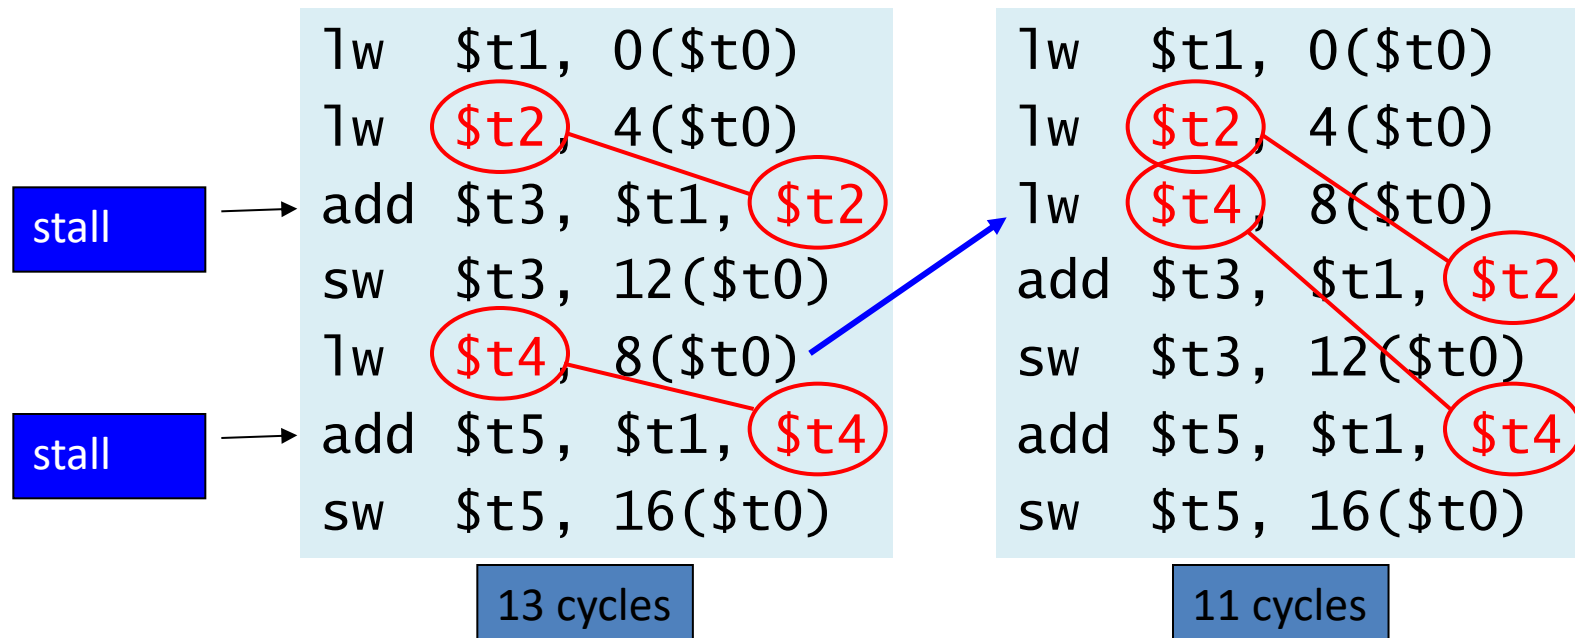 stall
stall
lw $t1, 0($t0)
lw $t2, 4($t0)
add $t3, $t1, $t2
sw $t3, 12($t0)
lw $t4, 8($t0)
add $t5, $t1, $t4
sw $t5, 16($t0)
13 cycles
lw $t1, 0($t0)
lw $t2, 4($t0)
lw $t4, 8($t0)
add $t3, $t1, $t2
sw $t3, 12($t0)
add $t5, $t1, $t4
sw $t5, 16($t0)
11 cycles